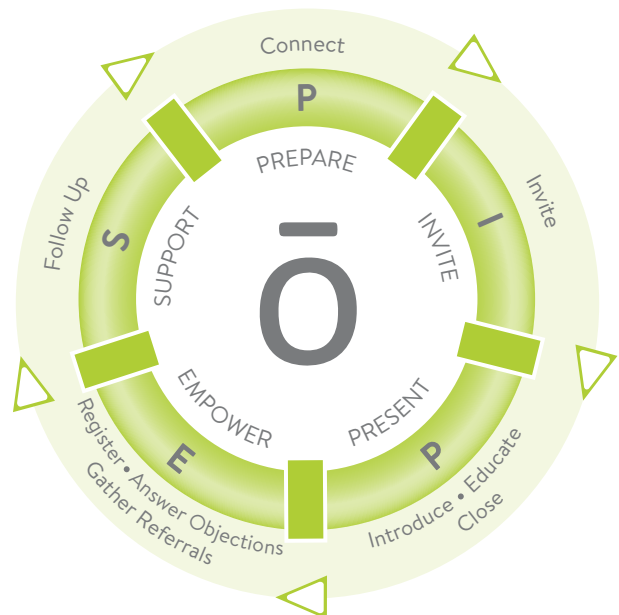 Connect
P
PREPARE
Invite
I
INVITE
Introduce • Educate
Close
P
PRESENT
Register • Answer Objections
Gather Referrals
E
EMPOWER
Follow Up
S
SUPPORT
Ō